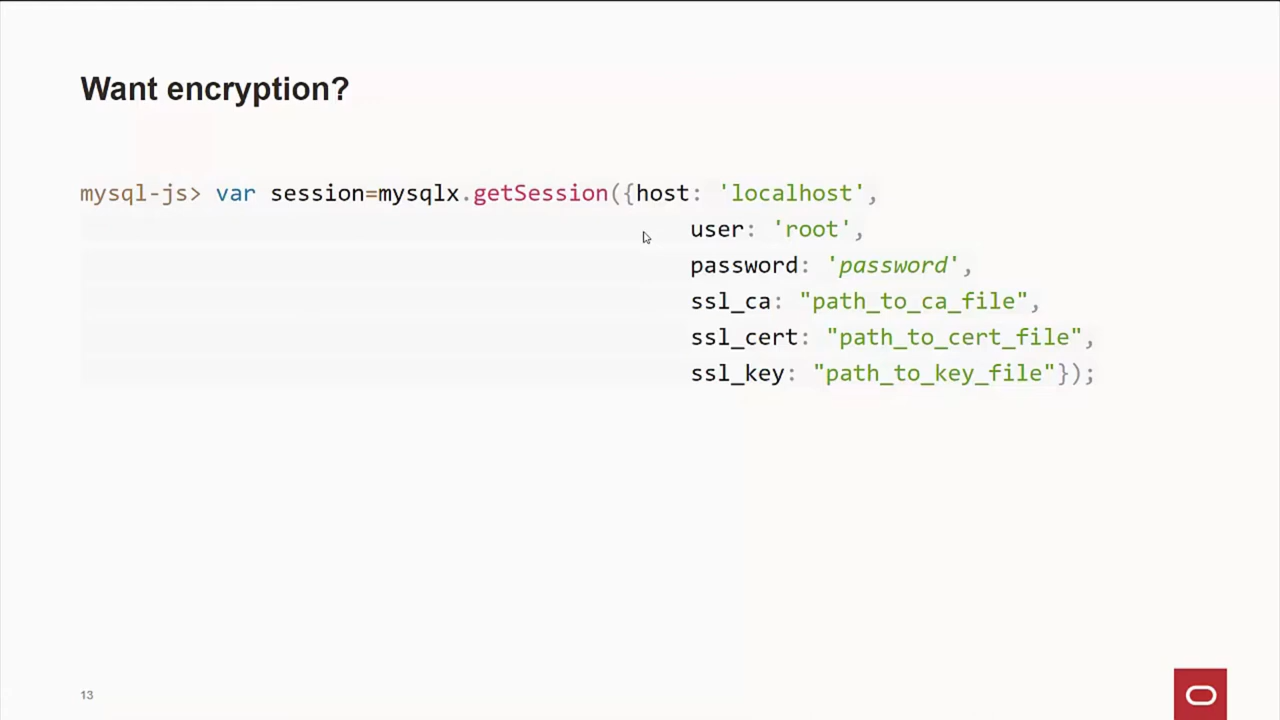 Want encryption?
mysql-js> var session=mysqlx.getSession({host: 'localhost',
user: 'root',
password: 'password',
ssl_ca: "path_to_ca_file",
ssl_cert: "path_to_cert_file",
ssl_key: "path_to_key_file"});
13